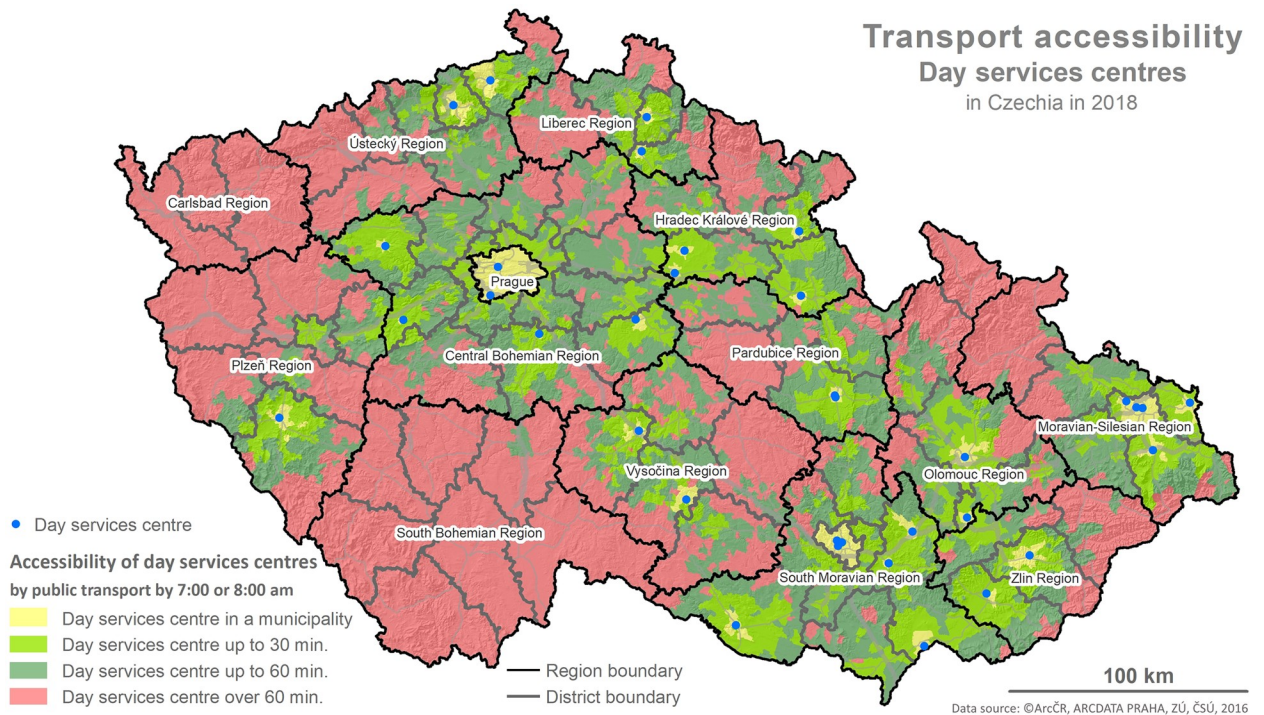 Transport accessibility
Day services centres
in Czechia in 2018
Liberec Region
Ústecký Region
Carlsbad Region
Hradec Králové Region
Prague
Central Bohemian Region
Pardubice Region
Plzeň Region
Moravian-Silesian Region
Vysočina Region
Olomouc Region
South Bohemian Region
South Moravian Region
Zlin Region
Day services centre
Accessibility of day services centres
by public transport by 7:00 or 8:00 am
Day services centre in a municipality
Day services centre up to 30 min.
Day services centre up to 60 min.
Day services centre over 60 min.
Region boundary
District boundary
100 km
Data source: ©ArcČR, ARCDATA PRAHA, ZÚ, ČSÚ, 2016